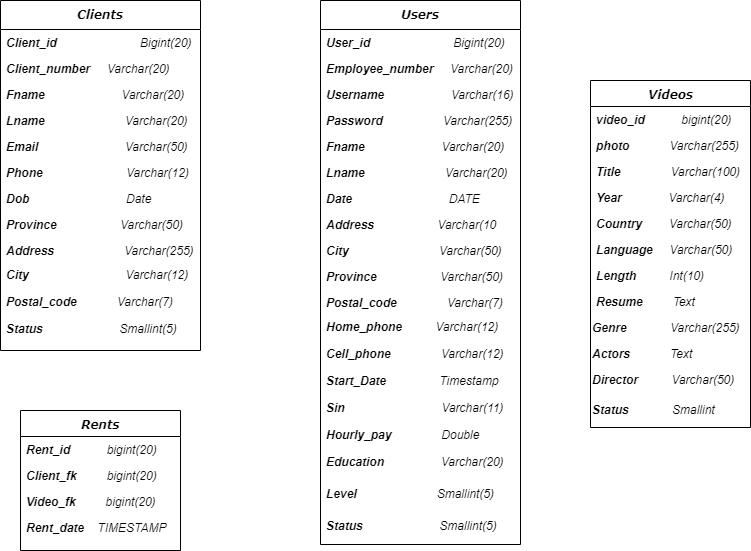 Clients
Client_id Bigint(20)
Client_number Varchar(20)
Fname Varchar(20)
Lname Varchar(20)
Email Varchar(50)
Phone Varchar(12)
Dob Date
Province Varchar(50)
Address Varchar(255)
City Varchar(12)
Postal_code Varchar(7)
Status Smallint(5)
Users
User_id Bigint(20)
Employee_number Varchar(20)
Username Varchar(16)
Password Varchar(255)
Fname Varchar(20)
Lname Varchar(20)
Date DATE
Address Varchar(10
City Varchar(50)
Province Varchar(50)
Postal_code Varchar(7)
Home_phone Varchar(12)
Cell_phone Varchar(12)
Start_Date Timestamp
Sin Varchar(11)
Hourly_pay Double
Education Varchar(20)
Level Smallint(5)
Status Smallint(5)
Videos
video_id bigint(20)
photo Varchar(255)
Title Varchar(100)
Year Varchar(4)
Country Varchar(50)
Language Varchar(50)
Length Int(10)
Resume Text
Genre Varchar(255)
Actors Text
Director Varchar(50)
Status Smallint
Rents
Rent_id bigint(20)
Client_fk bigint(20)
Video_fk bigint(20)
Rent_date TIMESTAMP